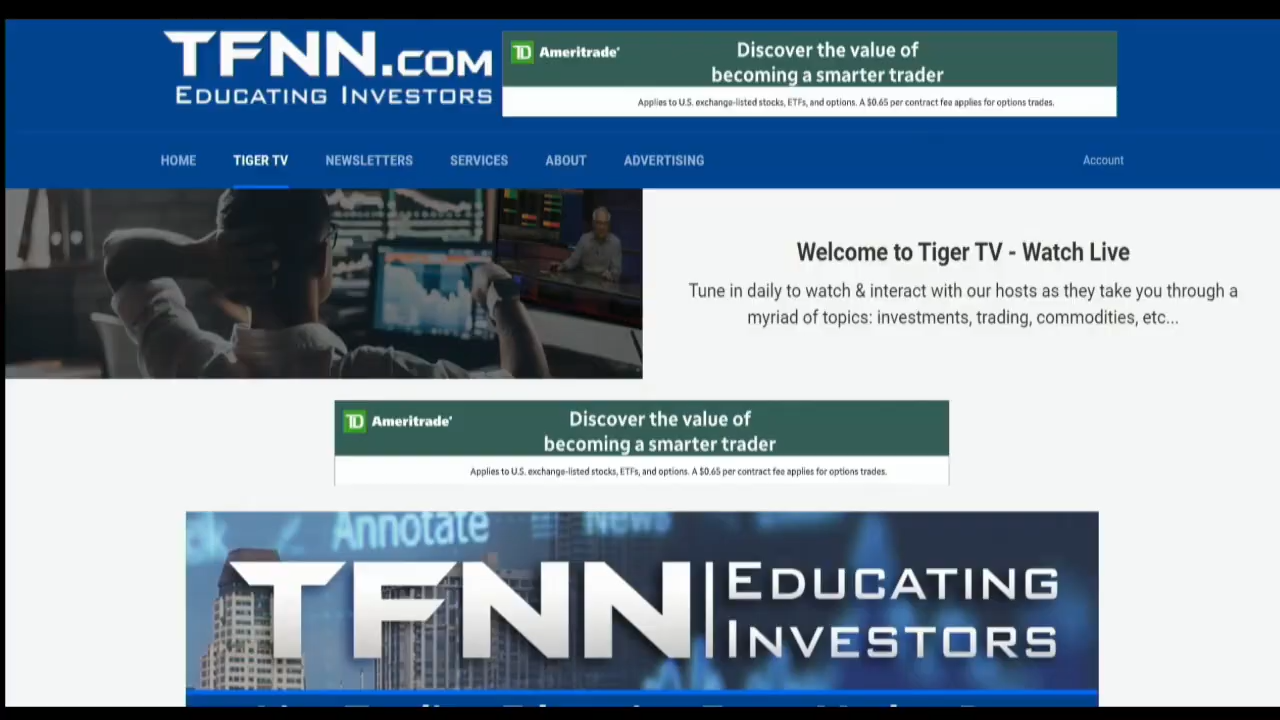 TFNN.COM
EDUCATING INVESTORS
TD Ameritrade
Discover the value of
becoming a smarter trader
Applies to U.S. exchange-listed stocks, ETFs, and options. A $0.65 per contract fee applies for options trades.
HOME TIGER TV NEWSLETTERS SERVICES ABOUT ADVERTISING Account
Welcome to Tiger TV - Watch Live
Tune in daily to watch & interact with our hosts as they take you through a
myriad of topics: investments, trading, commodities, etc...
TD Ameritrade
Discover the value of
becoming a smarter trader
Applies to U.S. exchange-listed stocks, ETFs, and options. A $0.65 per contract fee applies for options trades.
Annotate News
TFNN EDUCATING
INVESTORS